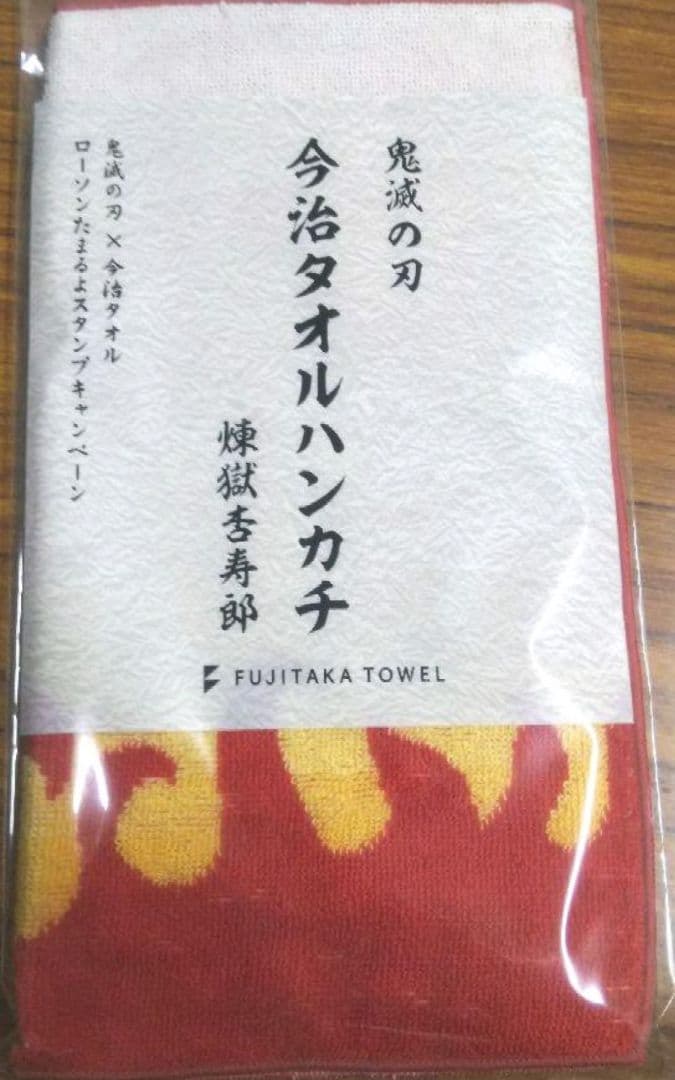 鬼滅の刃
今治タオルハンカチ
煉獄杏寿郎
鬼滅の刃×今治タオル
ローソンたまるよスタンプキャンペーン
FUJITAKA TOWEL